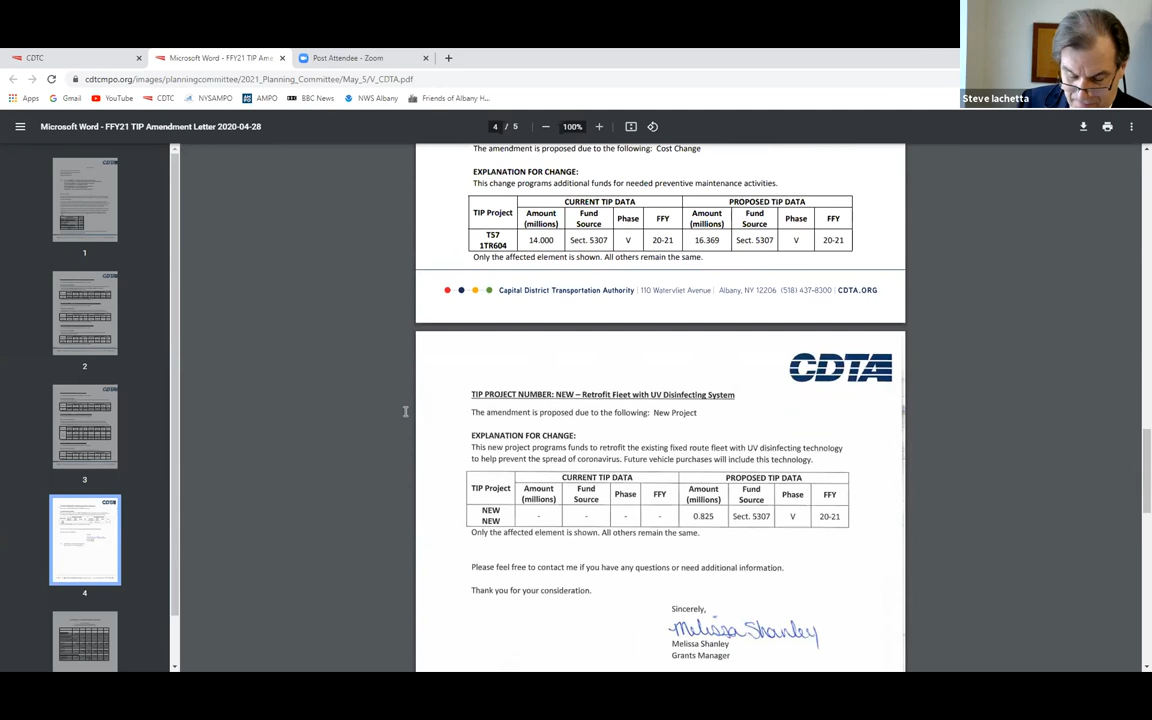 CDTC
Microsoft Word - FFY21 TIP Ame
Post Attendee - Zoom
cdtcmpo.org/images/planningcommittee/2021_Planning_Committee/May_5/V_CDTA.pdf
Steve Iachetta
Apps Gmail YouTube CDTC NYSAMPO AMPO BBC News NWS Albany Friends of Albany H...
Microsoft Word - FFY21 TIP Amendment Letter 2020-04-28
4 / 5
100%
1
2
3
4
The amendment is proposed due to the following: Cost Change
EXPLANATION FOR CHANGE:
This change programs additional funds for needed preventive maintenance activities.
CURRENT TIP DATA PROPOSED TIP DATA
TIP Project Amount (millions) Fund Source Phase FFY Amount (millions) Fund Source Phase FFY
T57 1TR604 14.000 Sect. 5307 V 20-21 16.369 Sect. 5307 V 20-21
Only the affected element is shown. All others remain the same.
Capital District Transportation Authority | 110 Watervliet Avenue | Albany, NY 12206 (518) 437-8300 | CDTA.ORG
CDTA
TIP PROJECT NUMBER: NEW – Retrofit Fleet with UV Disinfecting System
The amendment is proposed due to the following: New Project
EXPLANATION FOR CHANGE:
This new project programs funds to retrofit the existing fixed route fleet with UV disinfecting technology
to help prevent the spread of coronavirus. Future vehicle purchases will include this technology.
CURRENT TIP DATA PROPOSED TIP DATA
TIP Project Amount (millions) Fund Source Phase FFY Amount (millions) Fund Source Phase FFY
NEW NEW - - - - 0.825 Sect. 5307 V 20-21
Only the affected element is shown. All others remain the same.
Please feel free to contact me if you have any questions or need additional information.
Thank you for your consideration.
Sincerely,
Melissa Shanley
Melissa Shanley
Grants Manager